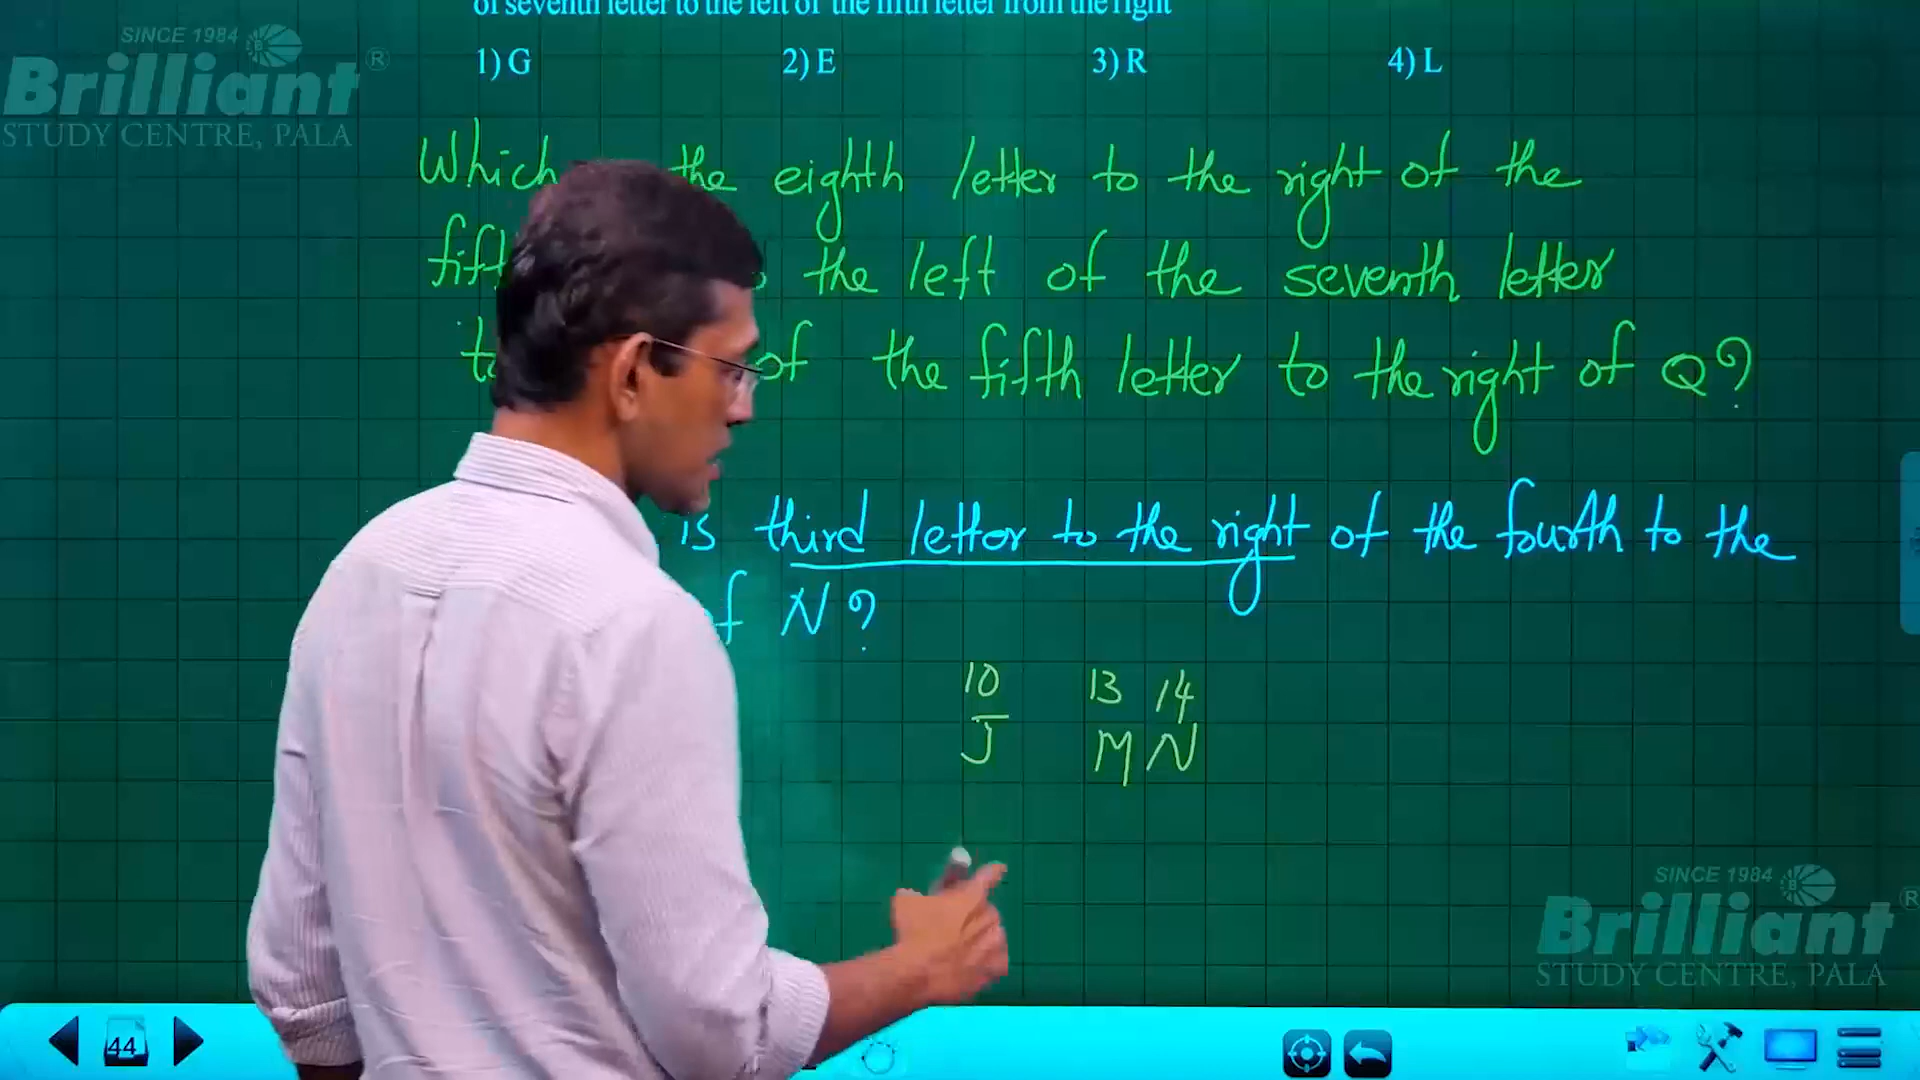 of seventh letter to the left of the fifth letter from the right
SINCE 1984
Brilliant®
STUDY CENTRE, PALA
1) G 2) E 3) R 4) L
Which the eighth letter to the right of the
the left of the seventh letter
of the fifth letter to the right of Q?
is third letter to the right of the fourth to the
of N?
10 13 14
J M N
SINCE 1984
Brilliant®
STUDY CENTRE, PALA
44